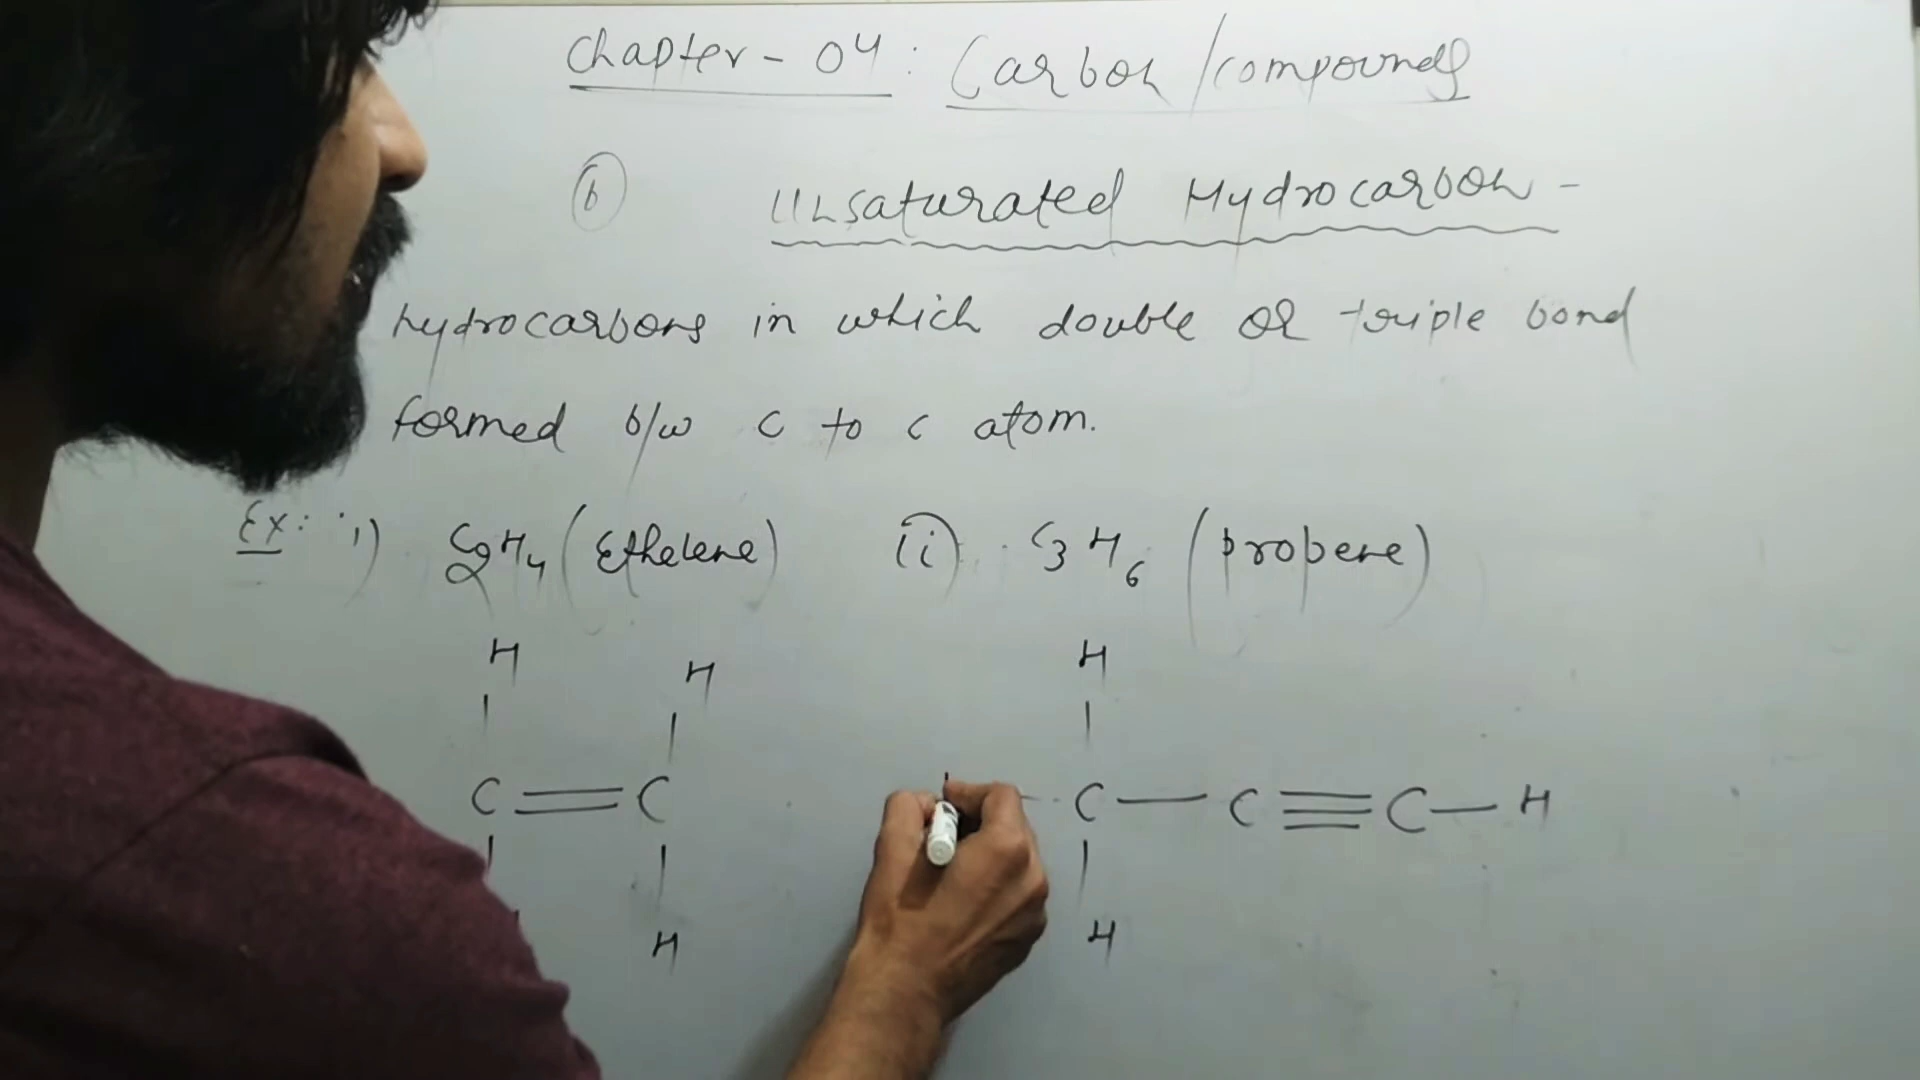 Chapter - 04 : Carbon / compounds
6 Unsaturated Hydrocarbon -
hydrocarbons in which double or triple bond
formed b/w c to c atom.
Ex: i) C2H4 (Ethelene) (ii) C3H6 (propene)
H H H
C = C C - C ≡ C - H
H H